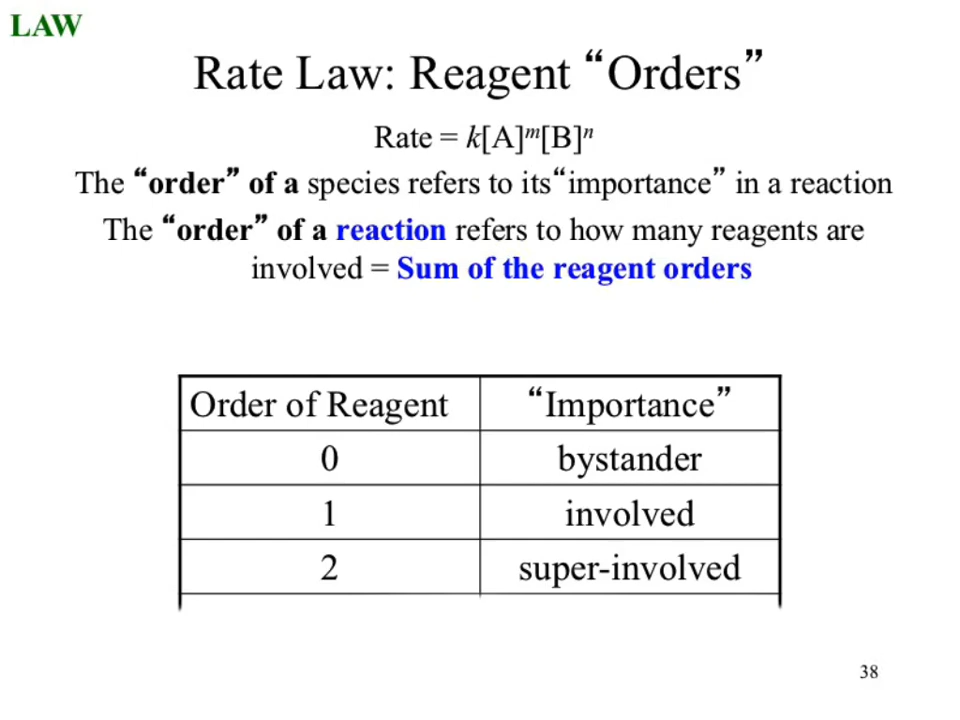 LAW
Rate Law: Reagent “Orders”
Rate = k[A]ᵐ[B]ⁿ
The “order” of a species refers to its“importance” in a reaction
The “order” of a reaction refers to how many reagents are
involved = Sum of the reagent orders
Order of Reagent “Importance”
0 bystander
1 involved
2 super-involved
38